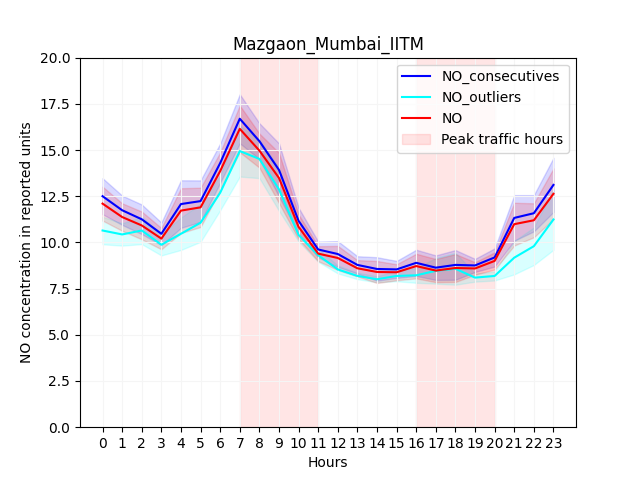 Mazgaon_Mumbai_IITM
NO concentration in reported units
20.0
17.5
15.0
12.5
10.0
7.5
5.0
2.5
0.0
NO_consecutives
NO_outliers
NO
Peak traffic hours
0 1 2 3 4 5 6 7 8 9 10 11 12 13 14 15 16 17 18 19 20 21 22 23
Hours